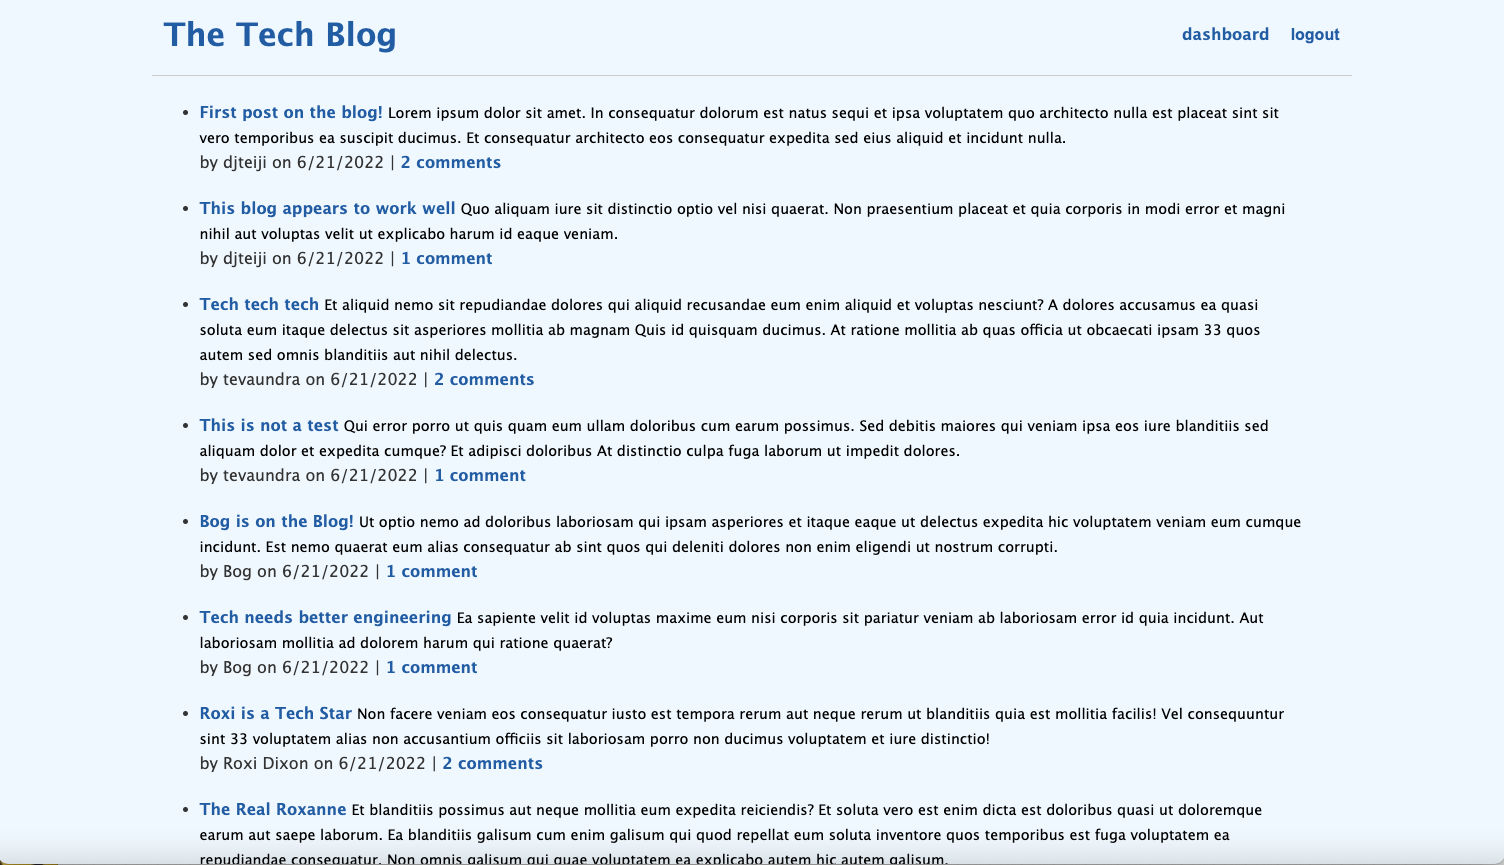 The Tech Blog
dashboard logout
• First post on the blog! Lorem ipsum dolor sit amet. In consequatur dolorum est natus sequi et ipsa voluptatem quo architecto nulla est placeat sint sit
vero temporibus ea suscipit ducimus. Et consequatur architecto eos consequatur expedita sed eius aliquid et incidunt nulla.
by djteiji on 6/21/2022 | 2 comments
• This blog appears to work well Quo aliquam iure sit distinctio optio vel nisi quaerat. Non praesentium placeat et quia corporis in modi error et magni
nihil aut voluptas velit ut explicabo harum id eaque veniam.
by djteiji on 6/21/2022 | 1 comment
• Tech tech tech Et aliquid nemo sit repudiandae dolores qui aliquid recusandae eum enim aliquid et voluptas nesciunt? A dolores accusamus ea quasi
soluta eum itaque delectus sit asperiores mollitia ab magnam Quis id quisquam ducimus. At ratione mollitia ab quas officia ut obcaecati ipsam 33 quos
autem sed omnis blanditiis aut nihil delectus.
by tevaundra on 6/21/2022 | 2 comments
• This is not a test Qui error porro ut quis quam eum ullam doloribus cum earum possimus. Sed debitis maiores qui veniam ipsa eos iure blanditiis sed
aliquam dolor et expedita cumque? Et adipisci doloribus At distinctio culpa fuga laborum ut impedit dolores.
by tevaundra on 6/21/2022 | 1 comment
• Bog is on the Blog! Ut optio nemo ad doloribus laboriosam qui ipsam asperiores et itaque eaque ut delectus expedita hic voluptatem veniam eum cumque
incidunt. Est nemo quaerat eum alias consequatur ab sint quos qui deleniti dolores non enim eligendi ut nostrum corrupti.
by Bog on 6/21/2022 | 1 comment
• Tech needs better engineering Ea sapiente velit id voluptas maxime eum nisi corporis sit pariatur veniam ab laboriosam error id quia incidunt. Aut
laboriosam mollitia ad dolorem harum qui ratione quaerat?
by Bog on 6/21/2022 | 1 comment
• Roxi is a Tech Star Non facere veniam eos consequatur iusto est tempora rerum aut neque rerum ut blanditiis quia est mollitia facilis! Vel consequuntur
sint 33 voluptatem alias non accusantium officiis sit laboriosam porro non ducimus voluptatem et iure distinctio!
by Roxi Dixon on 6/21/2022 | 2 comments
• The Real Roxanne Et blanditiis possimus aut neque mollitia eum expedita reiciendis? Et soluta vero est enim dicta est doloribus quasi ut doloremque
earum aut saepe laborum. Ea blanditiis galisum cum enim galisum qui quod repellat eum soluta inventore quos temporibus est fuga voluptatem ea
repudiandae consequatur. Non omnis galisum qui quae voluptatem ea explicabo autem hic autem galisum.